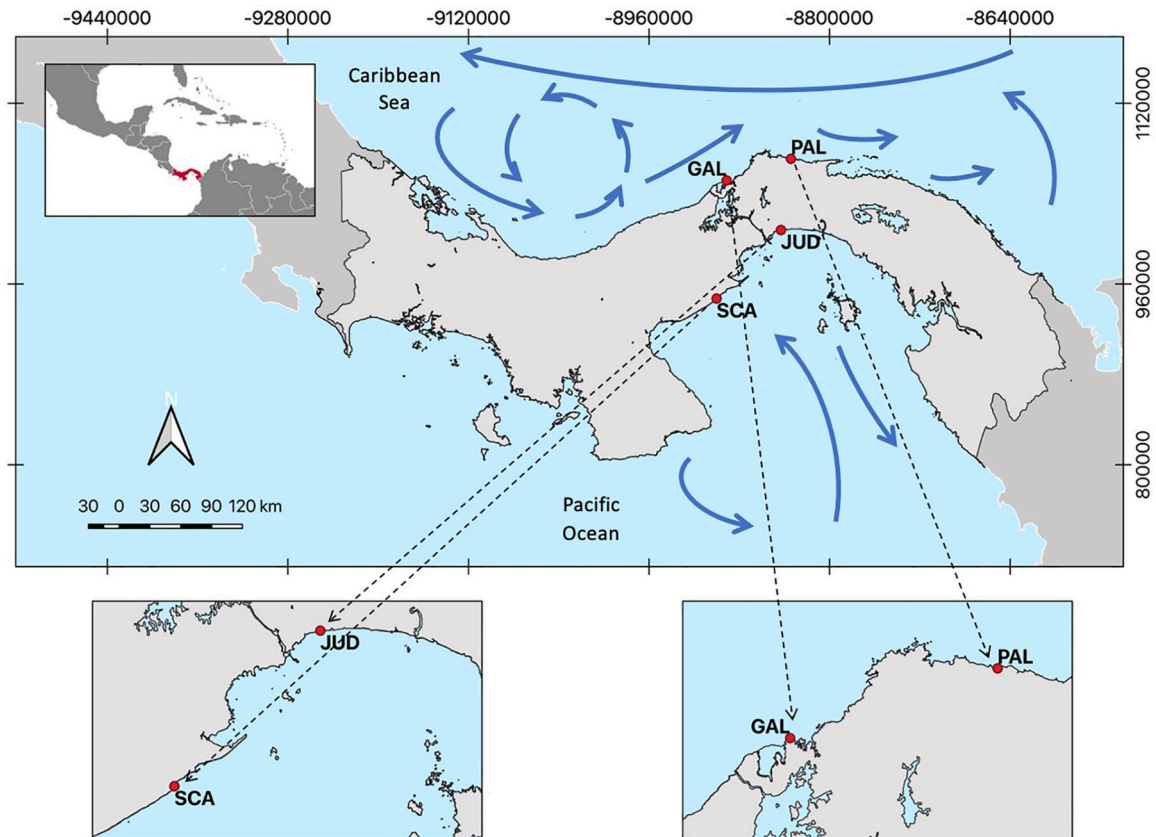 -9440000 -9280000 -9120000 -8960000 -8800000 -8640000
Caribbean
Sea
1120000
PAL
GAL
JUD
960000
SCA
N
800000
30 0 30 60 90 120 km
Pacific
Ocean
JUD
SCA
PAL
GAL